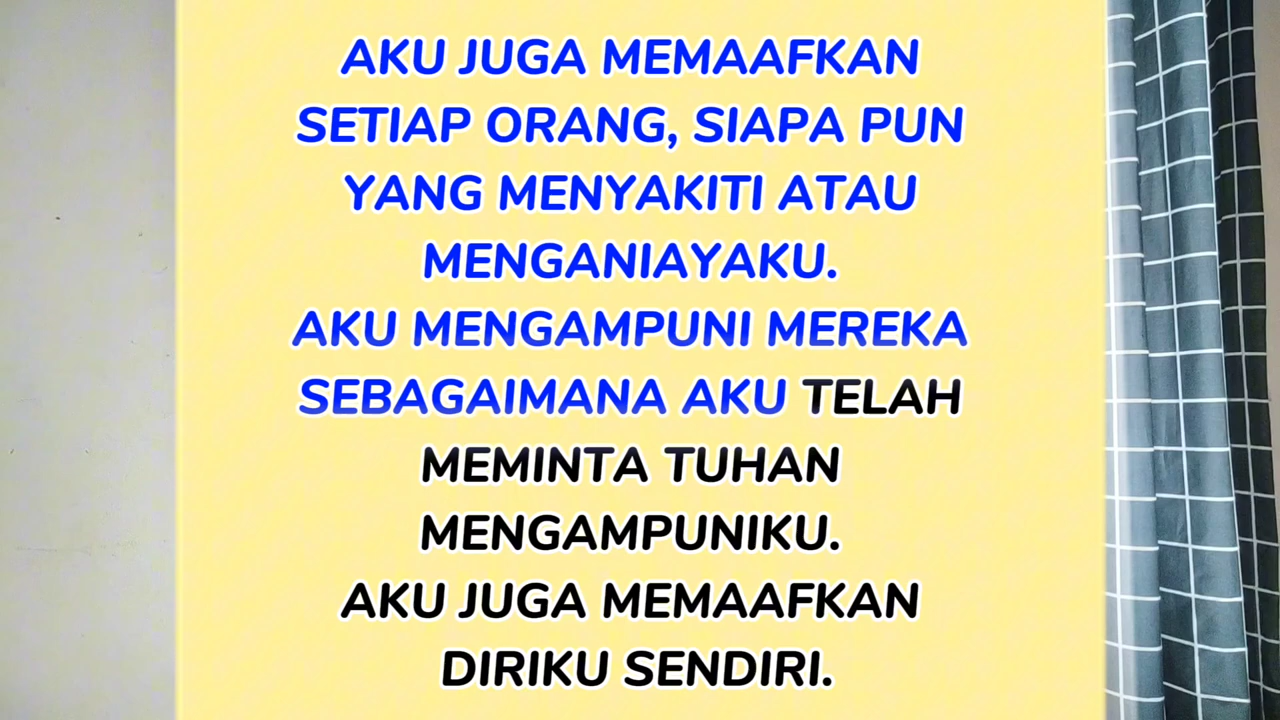 AKU JUGA MEMAAFKAN
SETIAP ORANG, SIAPA PUN
YANG MENYAKITI ATAU
MENGANIAYAKU.
AKU MENGAMPUNI MEREKA
SEBAGAIMANA AKU TELAH
MEMINTA TUHAN
MENGAMPUNIKU.
AKU JUGA MEMAAFKAN
DIRIKU SENDIRI.